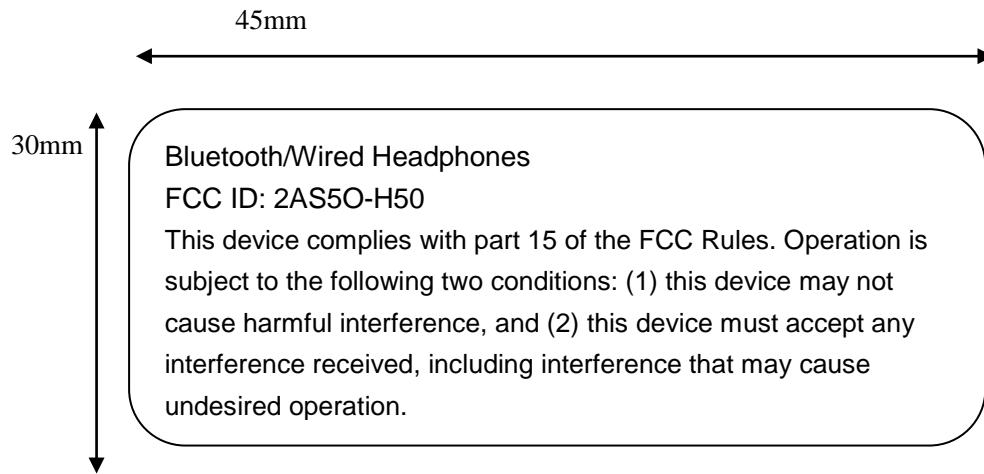 45mm
30mm
Bluetooth/Wired Headphones
FCC ID: 2AS5O-H50
This device complies with part 15 of the FCC Rules. Operation is
subject to the following two conditions: (1) this device may not
cause harmful interference, and (2) this device must accept any
interference received, including interference that may cause
undesired operation.